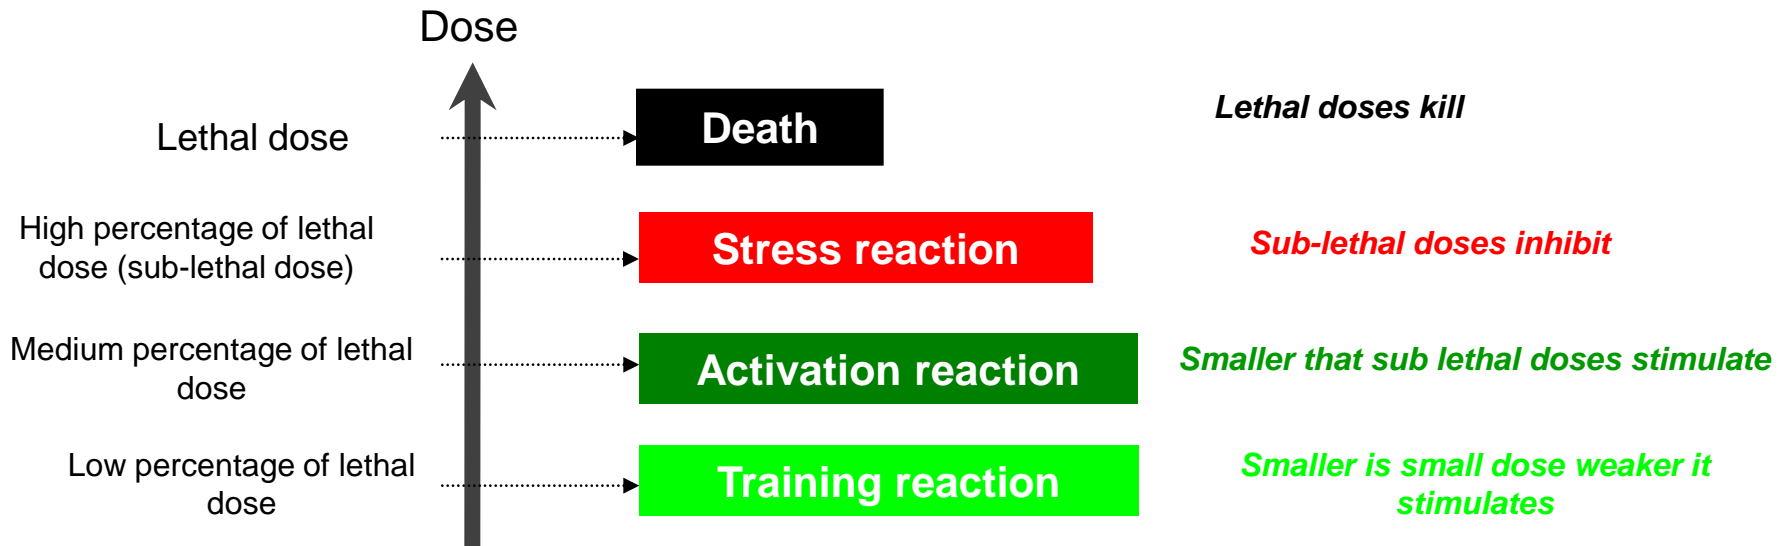 Dose
Lethal dose
Death
Lethal doses kill
High percentage of lethal
dose (sub-lethal dose)
Stress reaction
Sub-lethal doses inhibit
Medium percentage of lethal
dose
Activation reaction
Smaller that sub lethal doses stimulate
Low percentage of lethal
dose
Training reaction
Smaller is small dose weaker it
stimulates